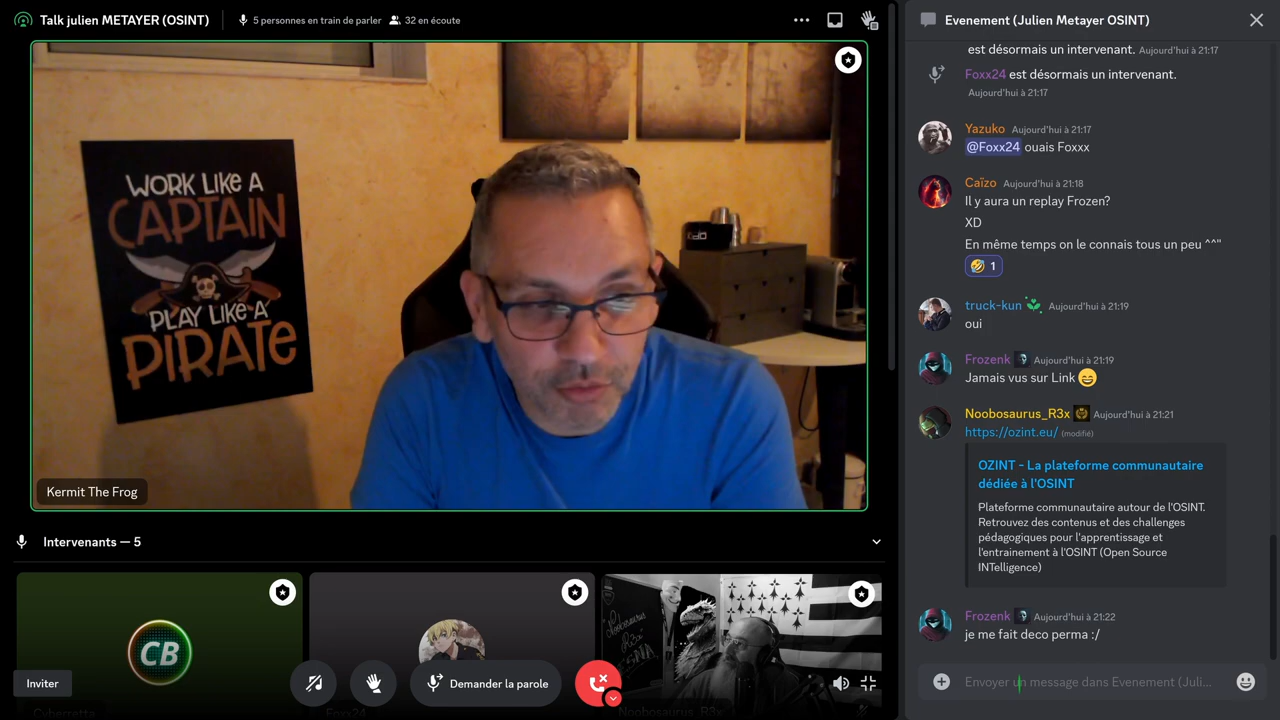 Talk julien METAYER (OSINT)
5 personnes en train de parler
32 en écoute
WORK LIKE A
CAPTAIN
PLAY LIKE A
PIRATE
Kermit The Frog
Intervenants — 5
CB
Inviter
Demander la parole
Cyberzetta
Foxx24
Noobosaurus_R3x
Evenement (Julien Metayer OSINT)
est désormais un intervenant. Aujourd'hui à 21:17
Foxx24 est désormais un intervenant.
Aujourd'hui à 21:17
Yazuko Aujourd'hui à 21:17
@Foxx24 ouais Foxxx
Caïzo Aujourd'hui à 21:18
Il y aura un replay Frozen?
XD
En même temps on le connais tous un peu ^^"
🤣 1
truck-kun Aujourd'hui à 21:19
oui
Frozenk Aujourd'hui à 21:19
Jamais vus sur Link 😄
Noobosaurus_R3x Aujourd'hui à 21:21
https://ozint.eu/ (modifié)
OZINT - La plateforme communautaire
dédiée à l'OSINT
Plateforme communautaire autour de l'OSINT.
Retrouvez des contenus et des challenges
pédagogiques pour l'apprentissage et
l'entrainement à l'OSINT (Open Source
INTelligence)
Frozenk Aujourd'hui à 21:22
je me fait deco perma :/
Envoyer un message dans Evenement (Juli...